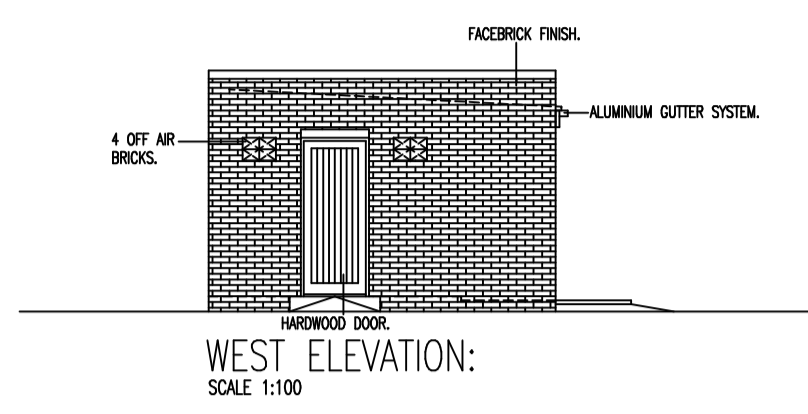 FACEBRICK FINISH.
ALUMINIUM GUTTER SYSTEM.
4 OFF AIR
BRICKS.
HARDWOOD DOOR.
WEST ELEVATION:
SCALE 1:100